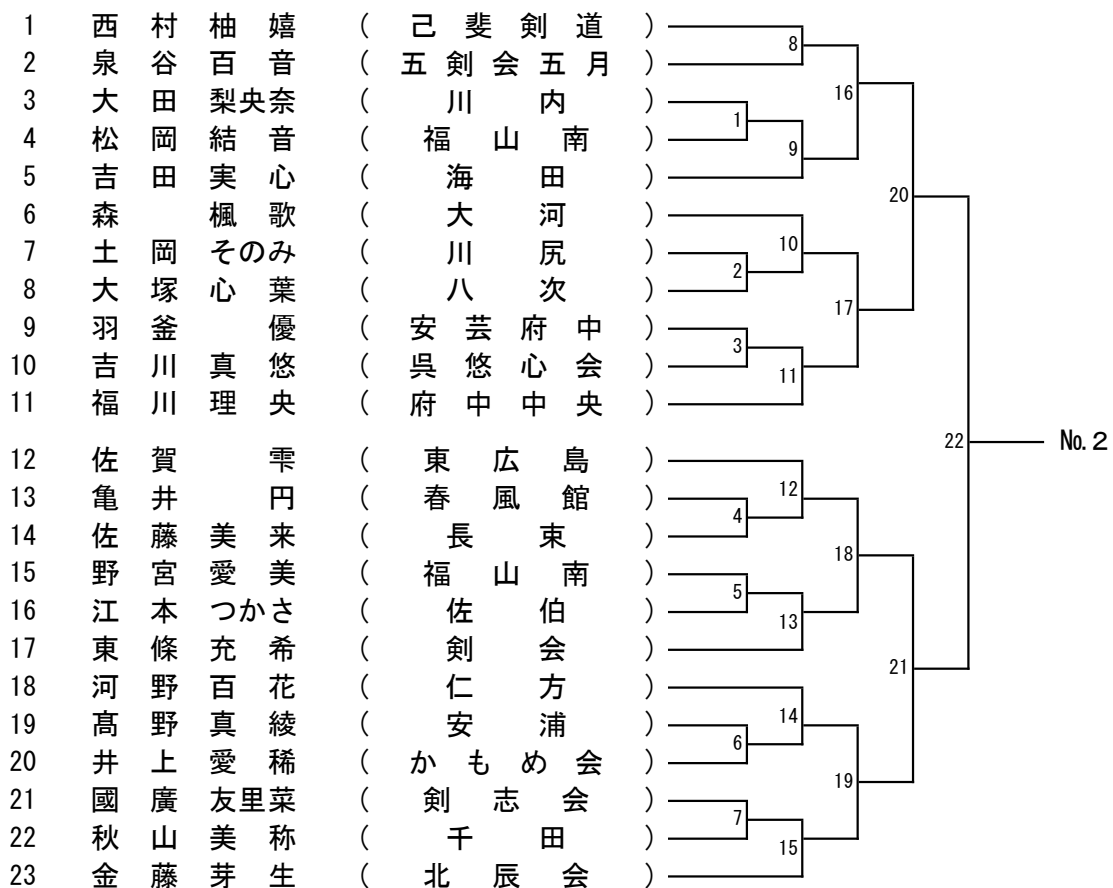 1 西村柚嬉 (己斐剣道)
2 泉谷百音 (五剣会五月)
3 大田梨央奈 (川内)
4 松岡結音 (福山南)
5 吉田実心 (海田)
6 森 楓歌 (大河)
7 土岡そのみ (川尻)
8 大塚心葉 (八次)
9 羽釜 優 (安芸府中)
10 吉川真悠 (呉悠心会)
11 福川理央 (府中中央)
12 佐賀 雫 (東広島)
13 亀井 円 (春風館)
14 佐藤美来 (長束)
15 野宮愛美 (福山南)
16 江本つかさ (佐伯)
17 東條充希 (剣会)
18 河野百花 (仁方)
19 髙野真綾 (安浦)
20 井上愛稀 (かもめ会)
21 國廣友里菜 (剣志会)
22 秋山美称 (千田)
23 金藤芽生 (北辰会)
1
2
3
4
5
6
7
8
9
10
11
12
13
14
15
16
17
18
19
20
21
22
No.2